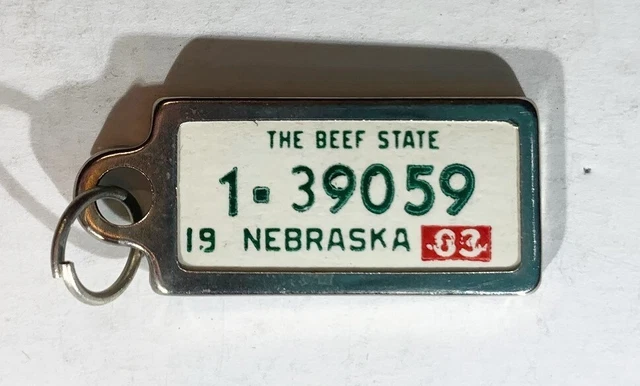 THE BEEF STATE
1·39059
19 NEBRASKA 63